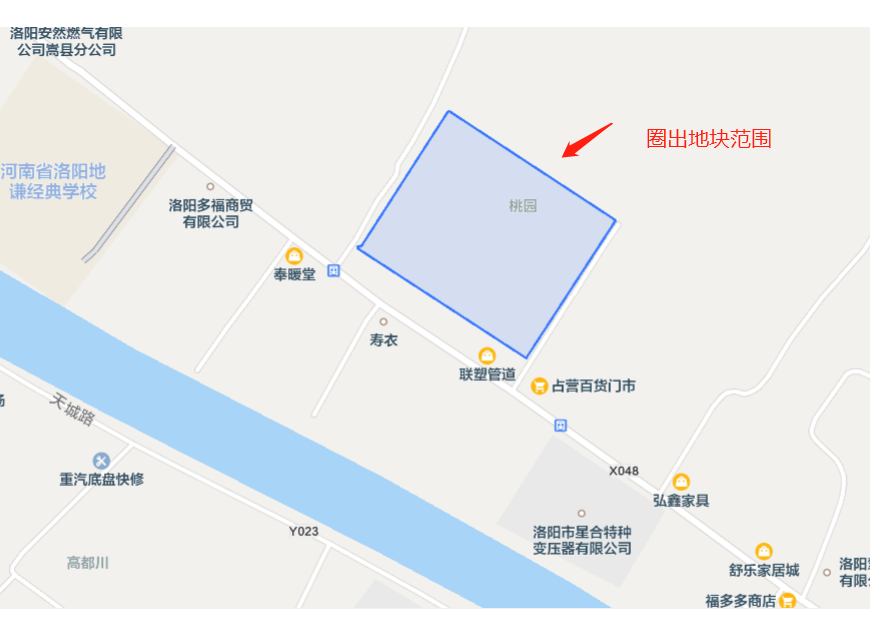 洛阳安然燃气有限
公司嵩县分公司
圈出地块范围
河南省洛阳地
谦经典学校
洛阳多福商贸
有限公司
桃园
奉暖堂
寿衣
联塑管道
占营百货门市
天城路
X048
重汽底盘快修
弘鑫家具
Y023
洛阳市星合特种
变压器有限公司
高都川
舒乐家居城
洛阳
有限
福多多商店